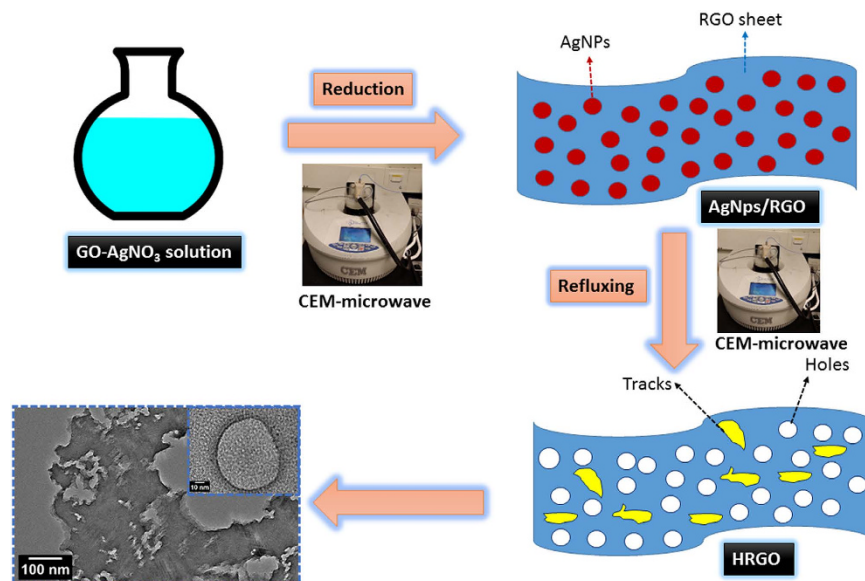 RGO sheet
AgNPs
Reduction
CEM
CEM-microwave
GO-AgNO₃ solution
AgNps/RGO
Refluxing
CEM
CEM-microwave
Tracks
Holes
HRGO
10 nm
100 nm